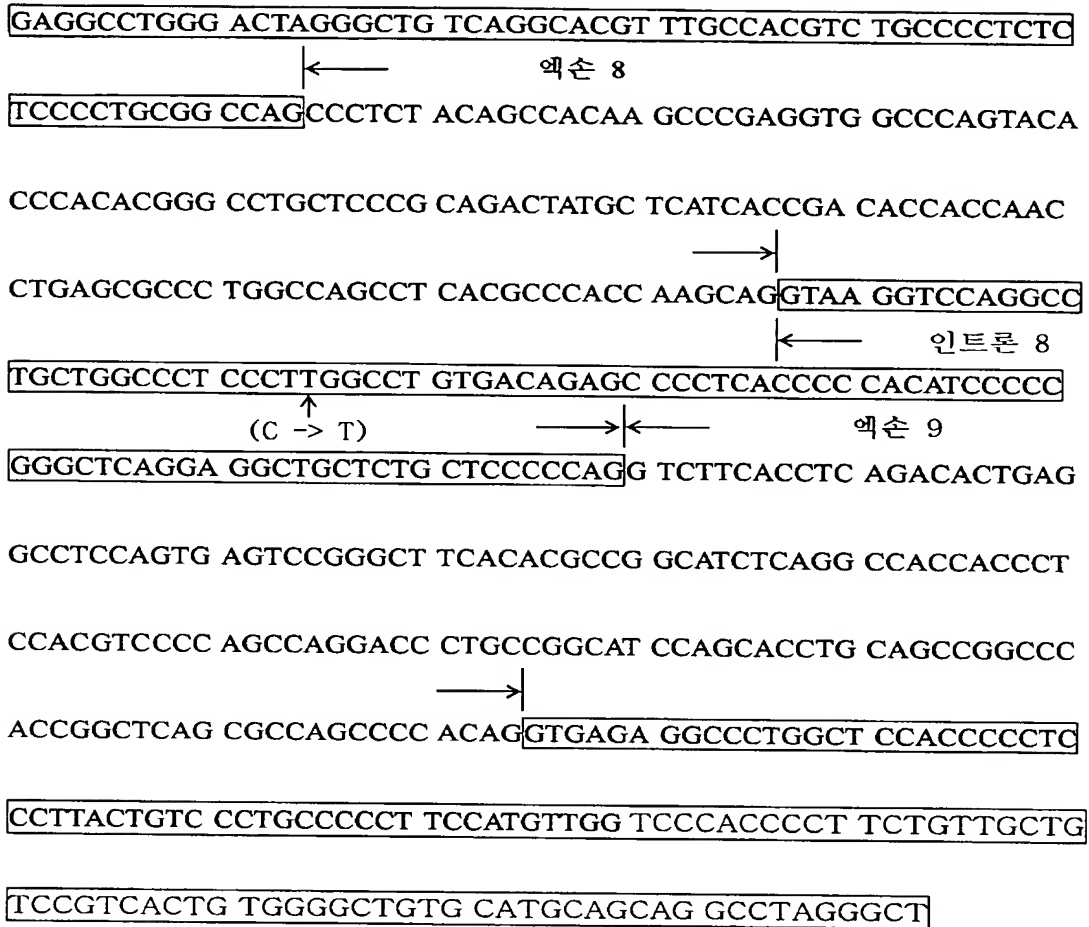 GAGGCCTGGG ACTAGGGCTG TCAGGCACGT TTGCCACGTC TGCCCCTCTC
엑손 8
TCCCCTGCGG CCAGCCCTCT ACAGCCACAA GCCCGAGGTG GCCCAGTACA
CCCACACGGG CCTGCTCCCG CAGACTATGC TCATCACCGA CACCACCAAC
CTGAGCGCCC TGGCCAGCCT CACGCCCACC AAGCAGGTAA GGTCCAGGCC
인트론 8
TGCTGGCCCT CCCTTGGCCT GTGACAGAGC CCCTCACCCC CACATCCCCC
(C -> T) 엑손 9
GGGCTCAGGA GGCTGCTCTG CTCCCCCCAGG TCTTCACCTC AGACACTGAG
GCCTCCAGTG AGTCCGGGCT TCACACGCCG GCATCTCAGG CCACCACCCT
CCACGTCCCC AGCCAGGACC CTGCCGGCAT CCAGCACCTG CAGCCGGCCC
ACCGGCTCAG CGCCAGCCCC ACAGGTGAGA GGCCCTGGCT CCACCCCCTC
CCTTACTGTC CCTGCCCCCT TCCATGTTGG TCCCACCCCT TCTGTTGCTG
TCCGTCACTG TGGGGCTGTG CATGCAGCAG GCCTAGGGCT